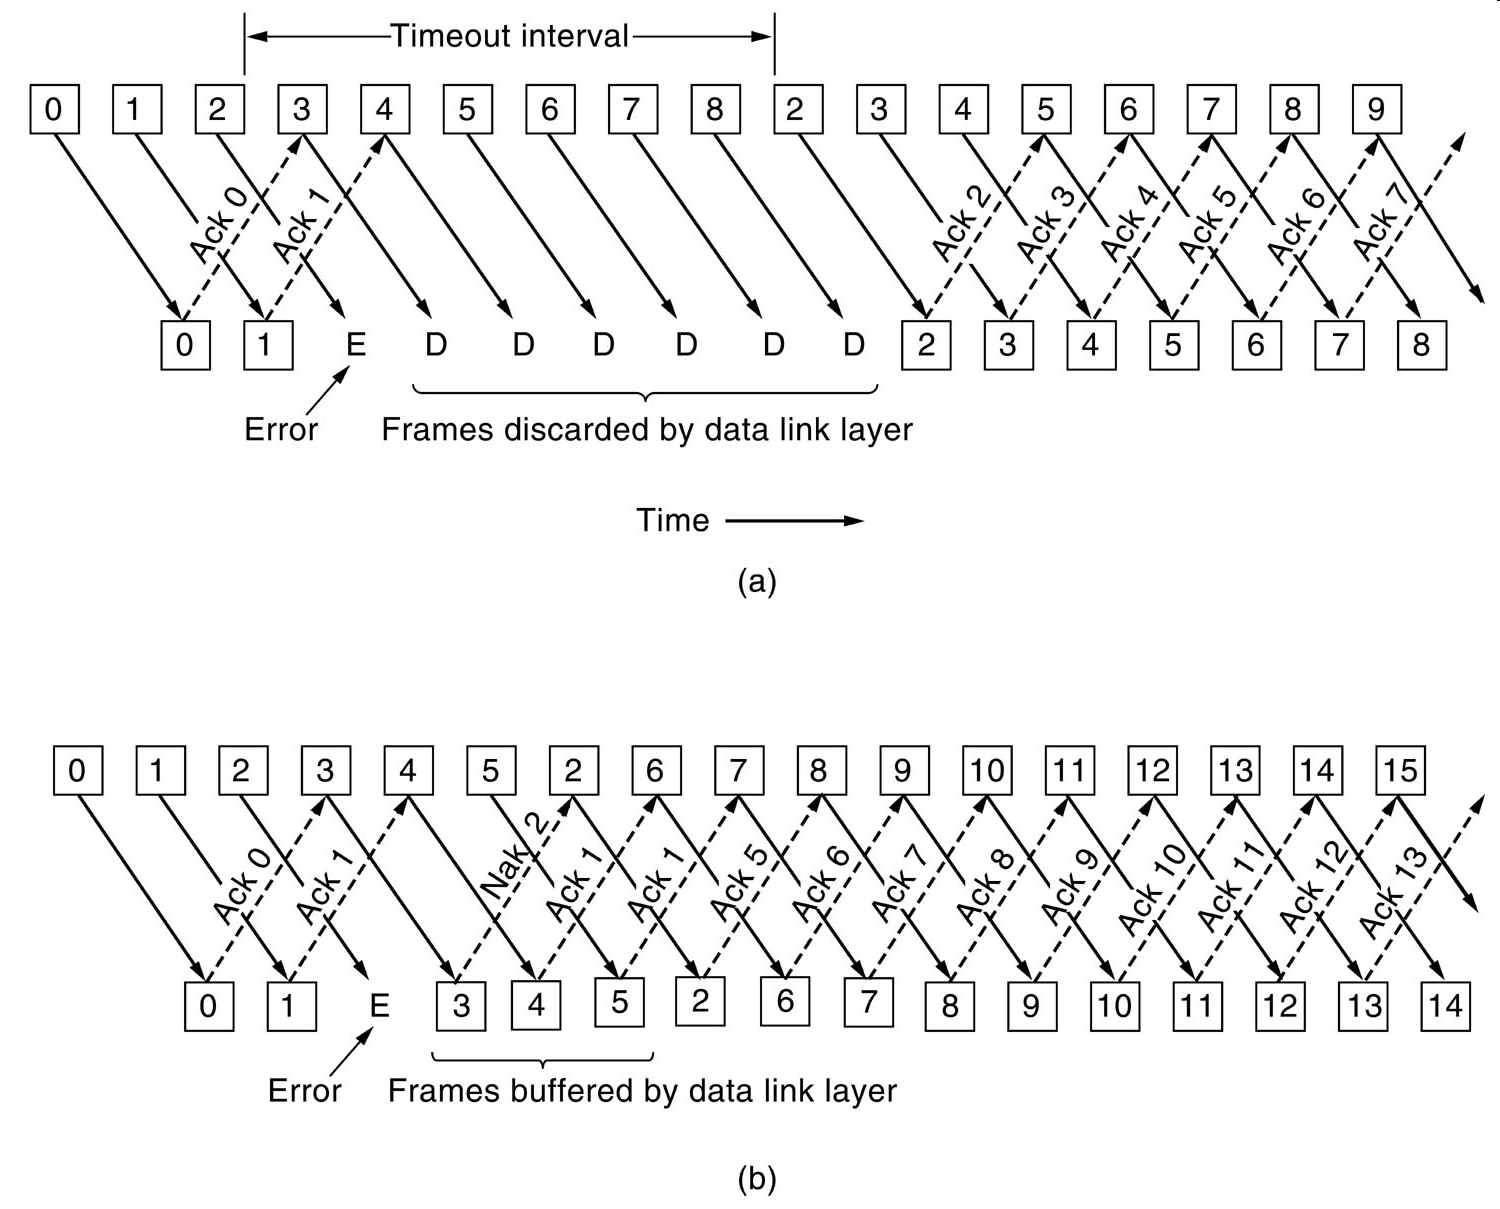 Timeout interval
0 1 2 3 4 5 6 7 8 2 3 4 5 6 7 8 9
Ack 0 Ack 1 Ack 2 Ack 3 Ack 4 Ack 5 Ack 6 Ack 7
0 1 E D D D D D D 2 3 4 5 6 7 8
Error Frames discarded by data link layer
Time
(a)
0 1 2 3 4 5 2 6 7 8 9 10 11 12 13 14 15
Ack 0 Ack 1 Nak 2 Ack 1 Ack 1 Ack 5 Ack 6 Ack 7 Ack 8 Ack 9 Ack 10 Ack 11 Ack 12 Ack 13
0 1 E 3 4 5 2 6 7 8 9 10 11 12 13 14
Error Frames buffered by data link layer
(b)